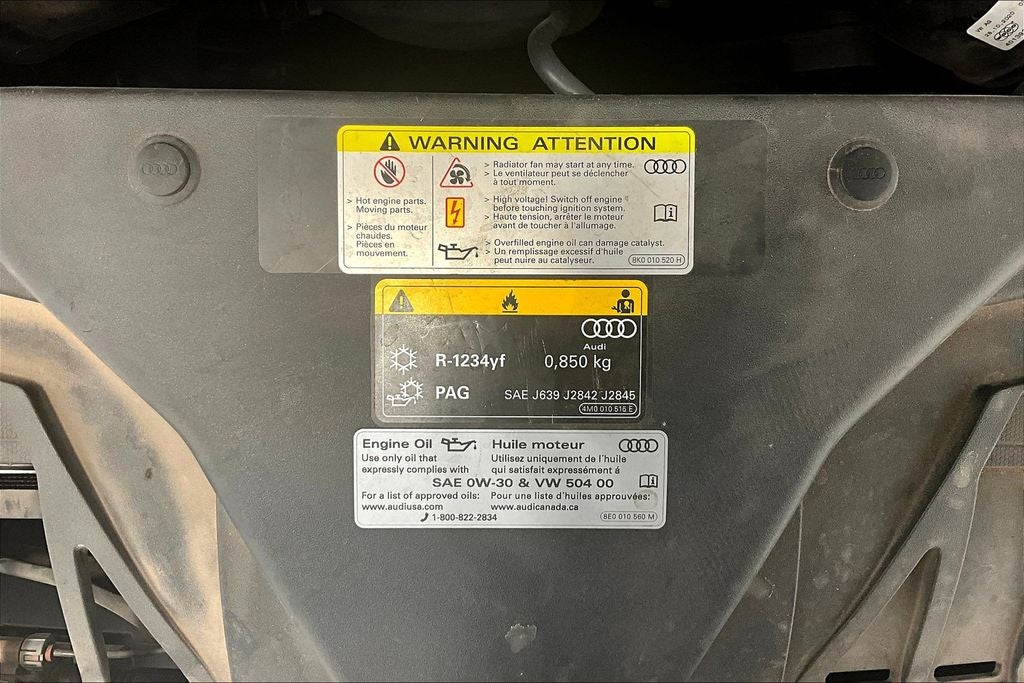 VW AG
28.10.2020
WARNING ATTENTION
> Hot engine parts.
Moving parts.
> Pièces du moteur
chaudes.
Pièces en
mouvement.
> Radiator fan may start at any time.
> Le ventilateur peut se déclencher
à tout moment.
> High voltage! Switch off engine
before touching ignition system.
> Haute tension, arrêter le moteur
avant de toucher à l'allumage.
> Overfilled engine oil can damage catalyst.
> Un remplissage excessif d'huile
peut nuire au catalyseur.
8K0 010 520 H
Audi
R-1234yf 0,850 kg
PAG SAE J639 J2842 J2845
4M0 010 516 E
Engine Oil Huile moteur
Use only oil that Utilisez uniquement de l'huile
expressly complies with qui satisfait expressément á
SAE 0W-30 & VW 504 00
For a list of approved oils: Pour une liste d'huiles approuvées:
www.audiusa.com www.audicanada.ca
1-800-822-2834
8E0 010 560 M